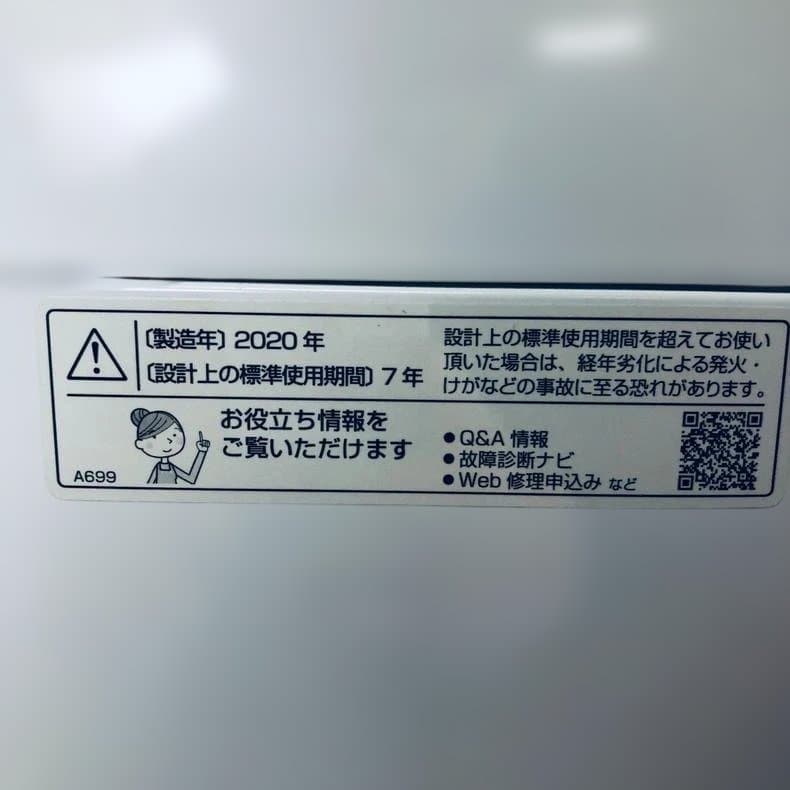 〔製造年〕2020年
〔設計上の標準使用期間〕7年
設計上の標準使用期間を超えてお使い
頂いた場合は、経年劣化による発火・
けがなどの事故に至る恐れがあります。
お役立ち情報を
ご覧いただけます
●Q&A 情報
●故障診断ナビ
●Web 修理申込み など
A699